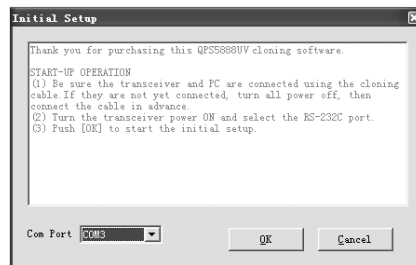 Initial Setup
Thank you for purchasing this QPS5888UV cloning software.
START-UP OPERATION
(1) Be sure the transceiver and PC are connected using the cloning
cable.If they are not yet connected, turn all power off, then
connect the cable in advance.
(2) Turn the transceiver power ON and select the RS-232C port.
(3) Push [OK] to start the initial setup.
Com Port COM3 OK Cancel